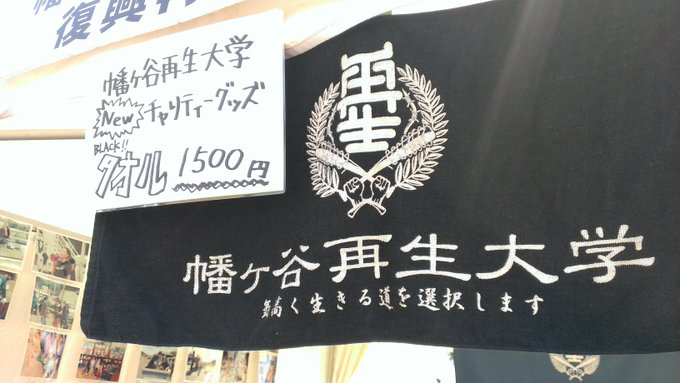 復興
幡ヶ谷再生大学
New チャリティーグッズ
BLACK!!
タオル 1500円
再生
幡ヶ谷再生大学
く生きる道を選択します